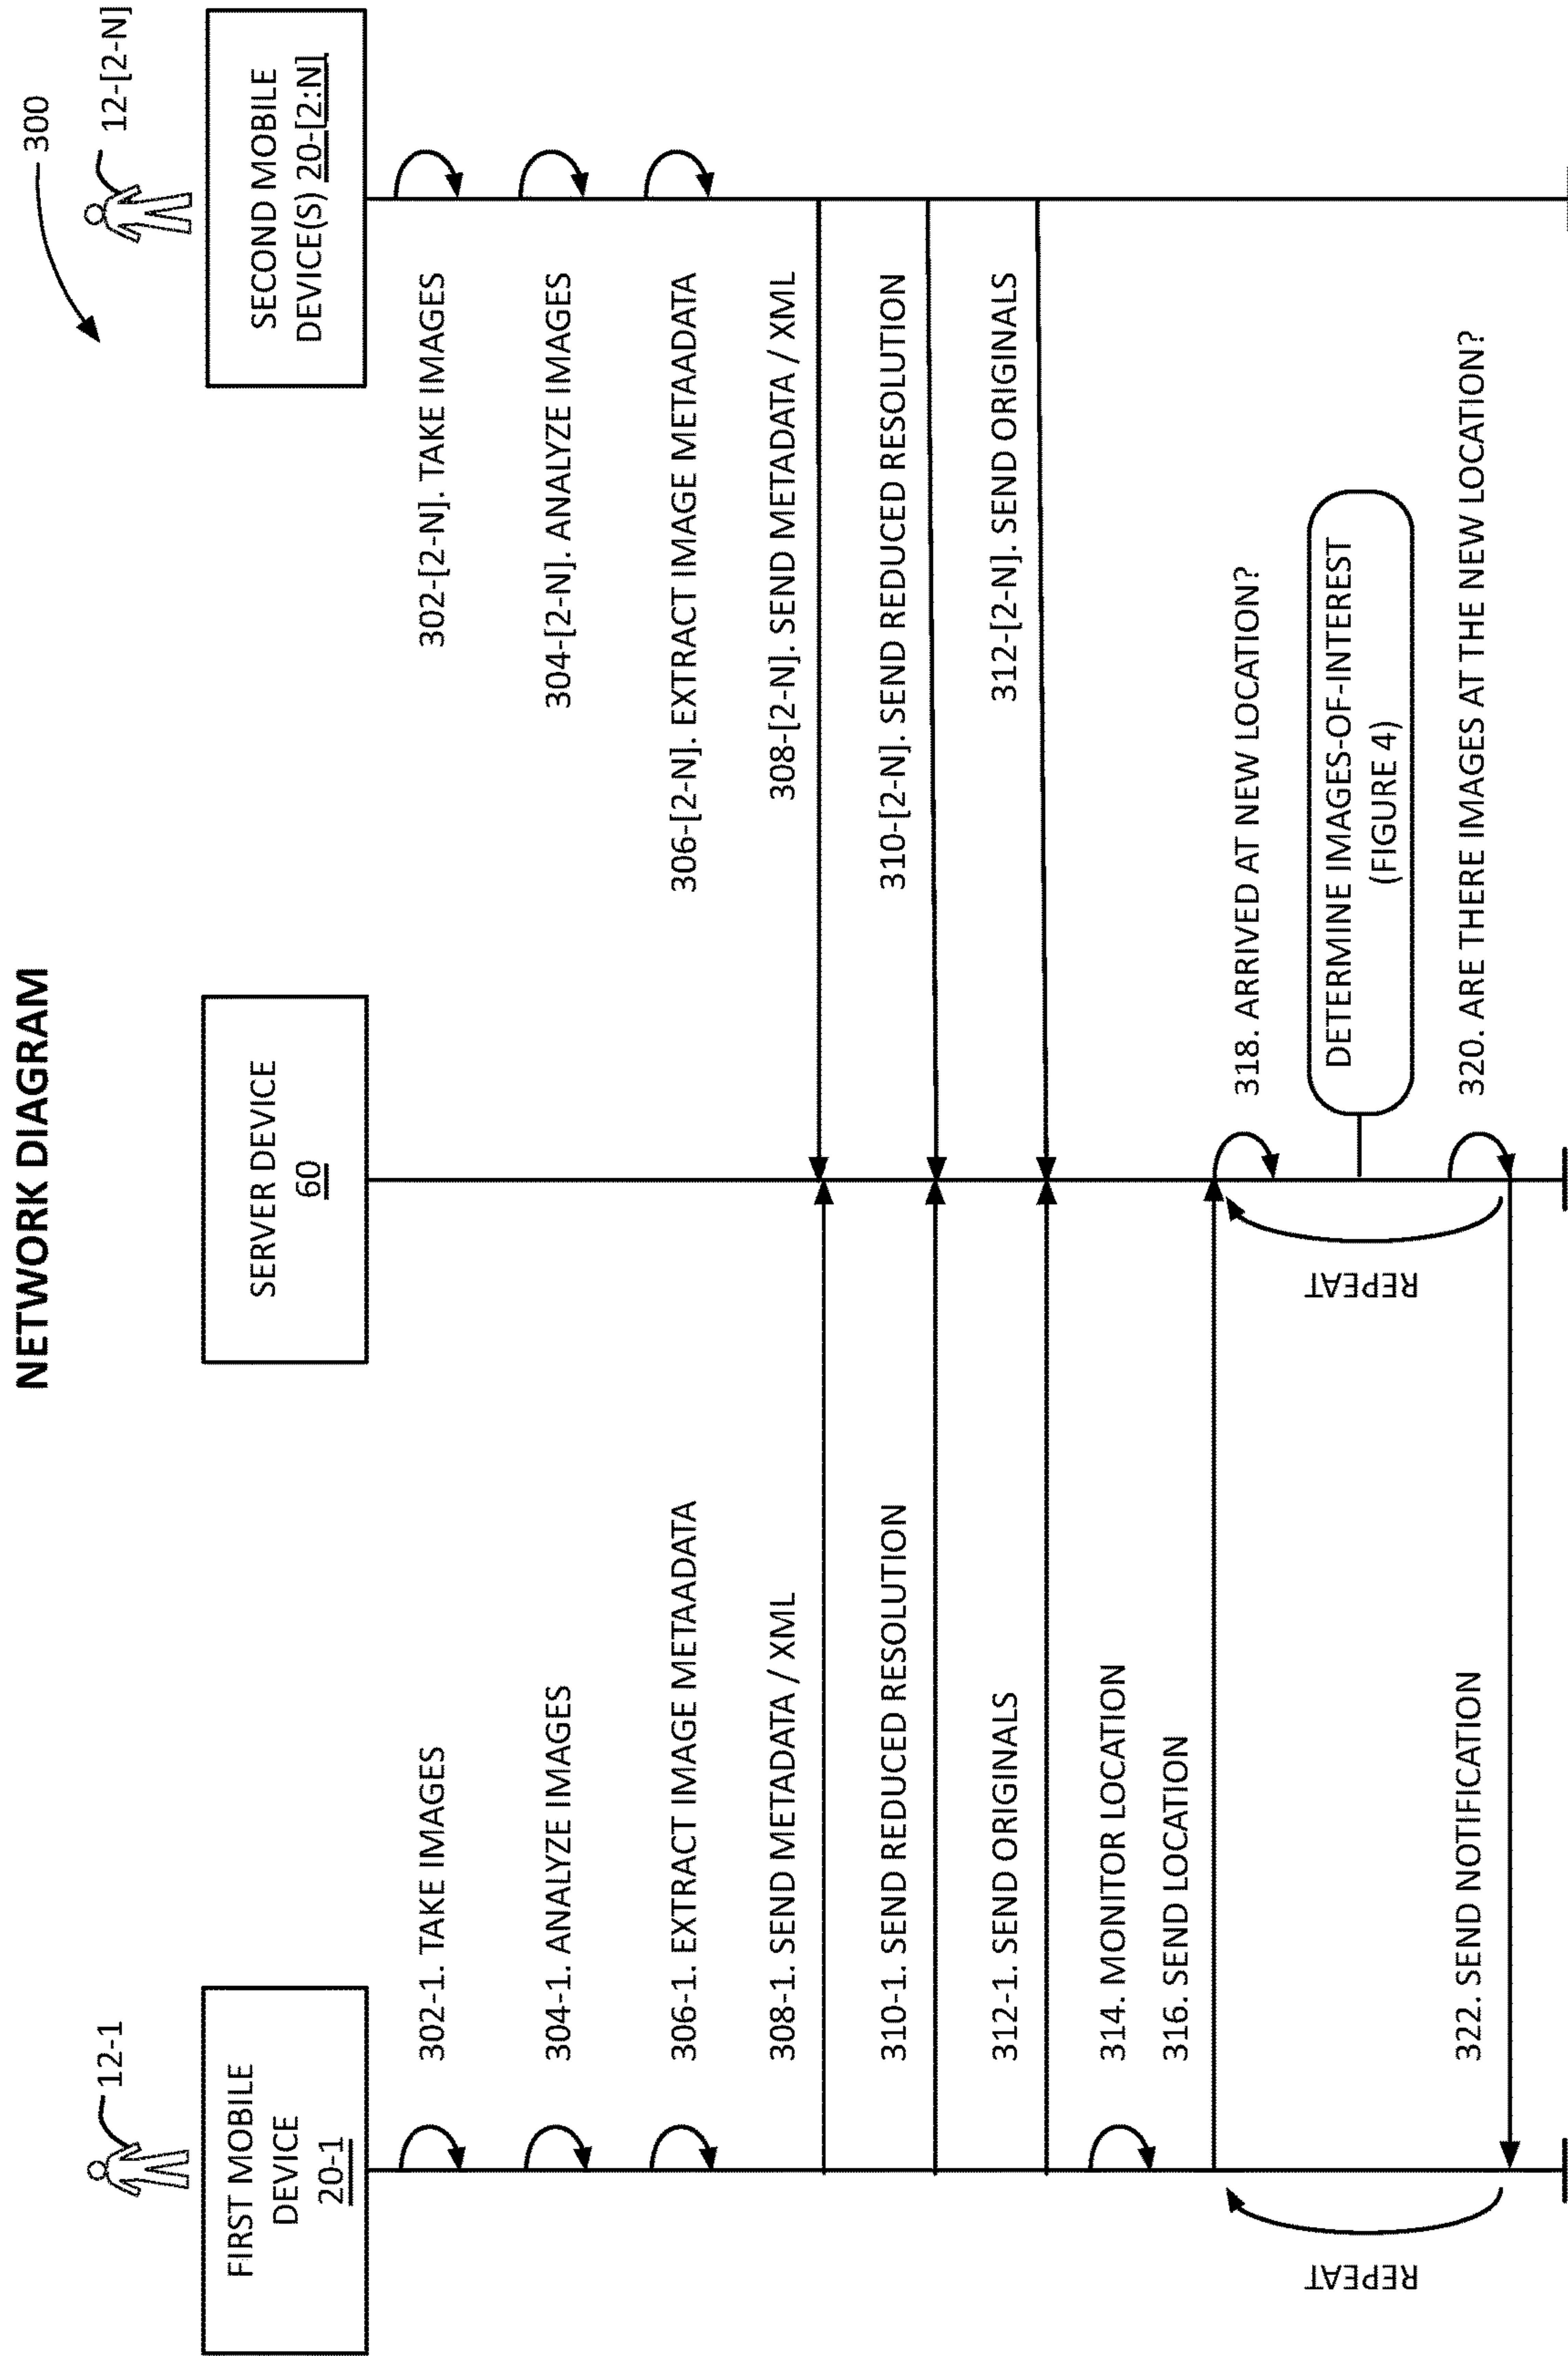 NETWORK DIAGRAM
300
12-1
12-[2-N]
FIRST MOBILE
DEVICE
20-1
SERVER DEVICE
60
SECOND MOBILE
DEVICE(S) 20-[2:N]
302-1. TAKE IMAGES
302-[2-N]. TAKE IMAGES
304-1. ANALYZE IMAGES
304-[2-N]. ANALYZE IMAGES
306-1. EXTRACT IMAGE METAADATA
306-[2-N]. EXTRACT IMAGE METAADATA
308-1. SEND METADATA / XML
308-[2-N]. SEND METADATA / XML
310-1. SEND REDUCED RESOLUTION
310-[2-N]. SEND REDUCED RESOLUTION
312-1. SEND ORIGINALS
312-[2-N]. SEND ORIGINALS
314. MONITOR LOCATION
316. SEND LOCATION
318. ARRIVED AT NEW LOCATION?
REPEAT
REPEAT
DETERMINE IMAGES-OF-INTEREST
(FIGURE 4)
322. SEND NOTIFICATION
320. ARE THERE IMAGES AT THE NEW LOCATION?